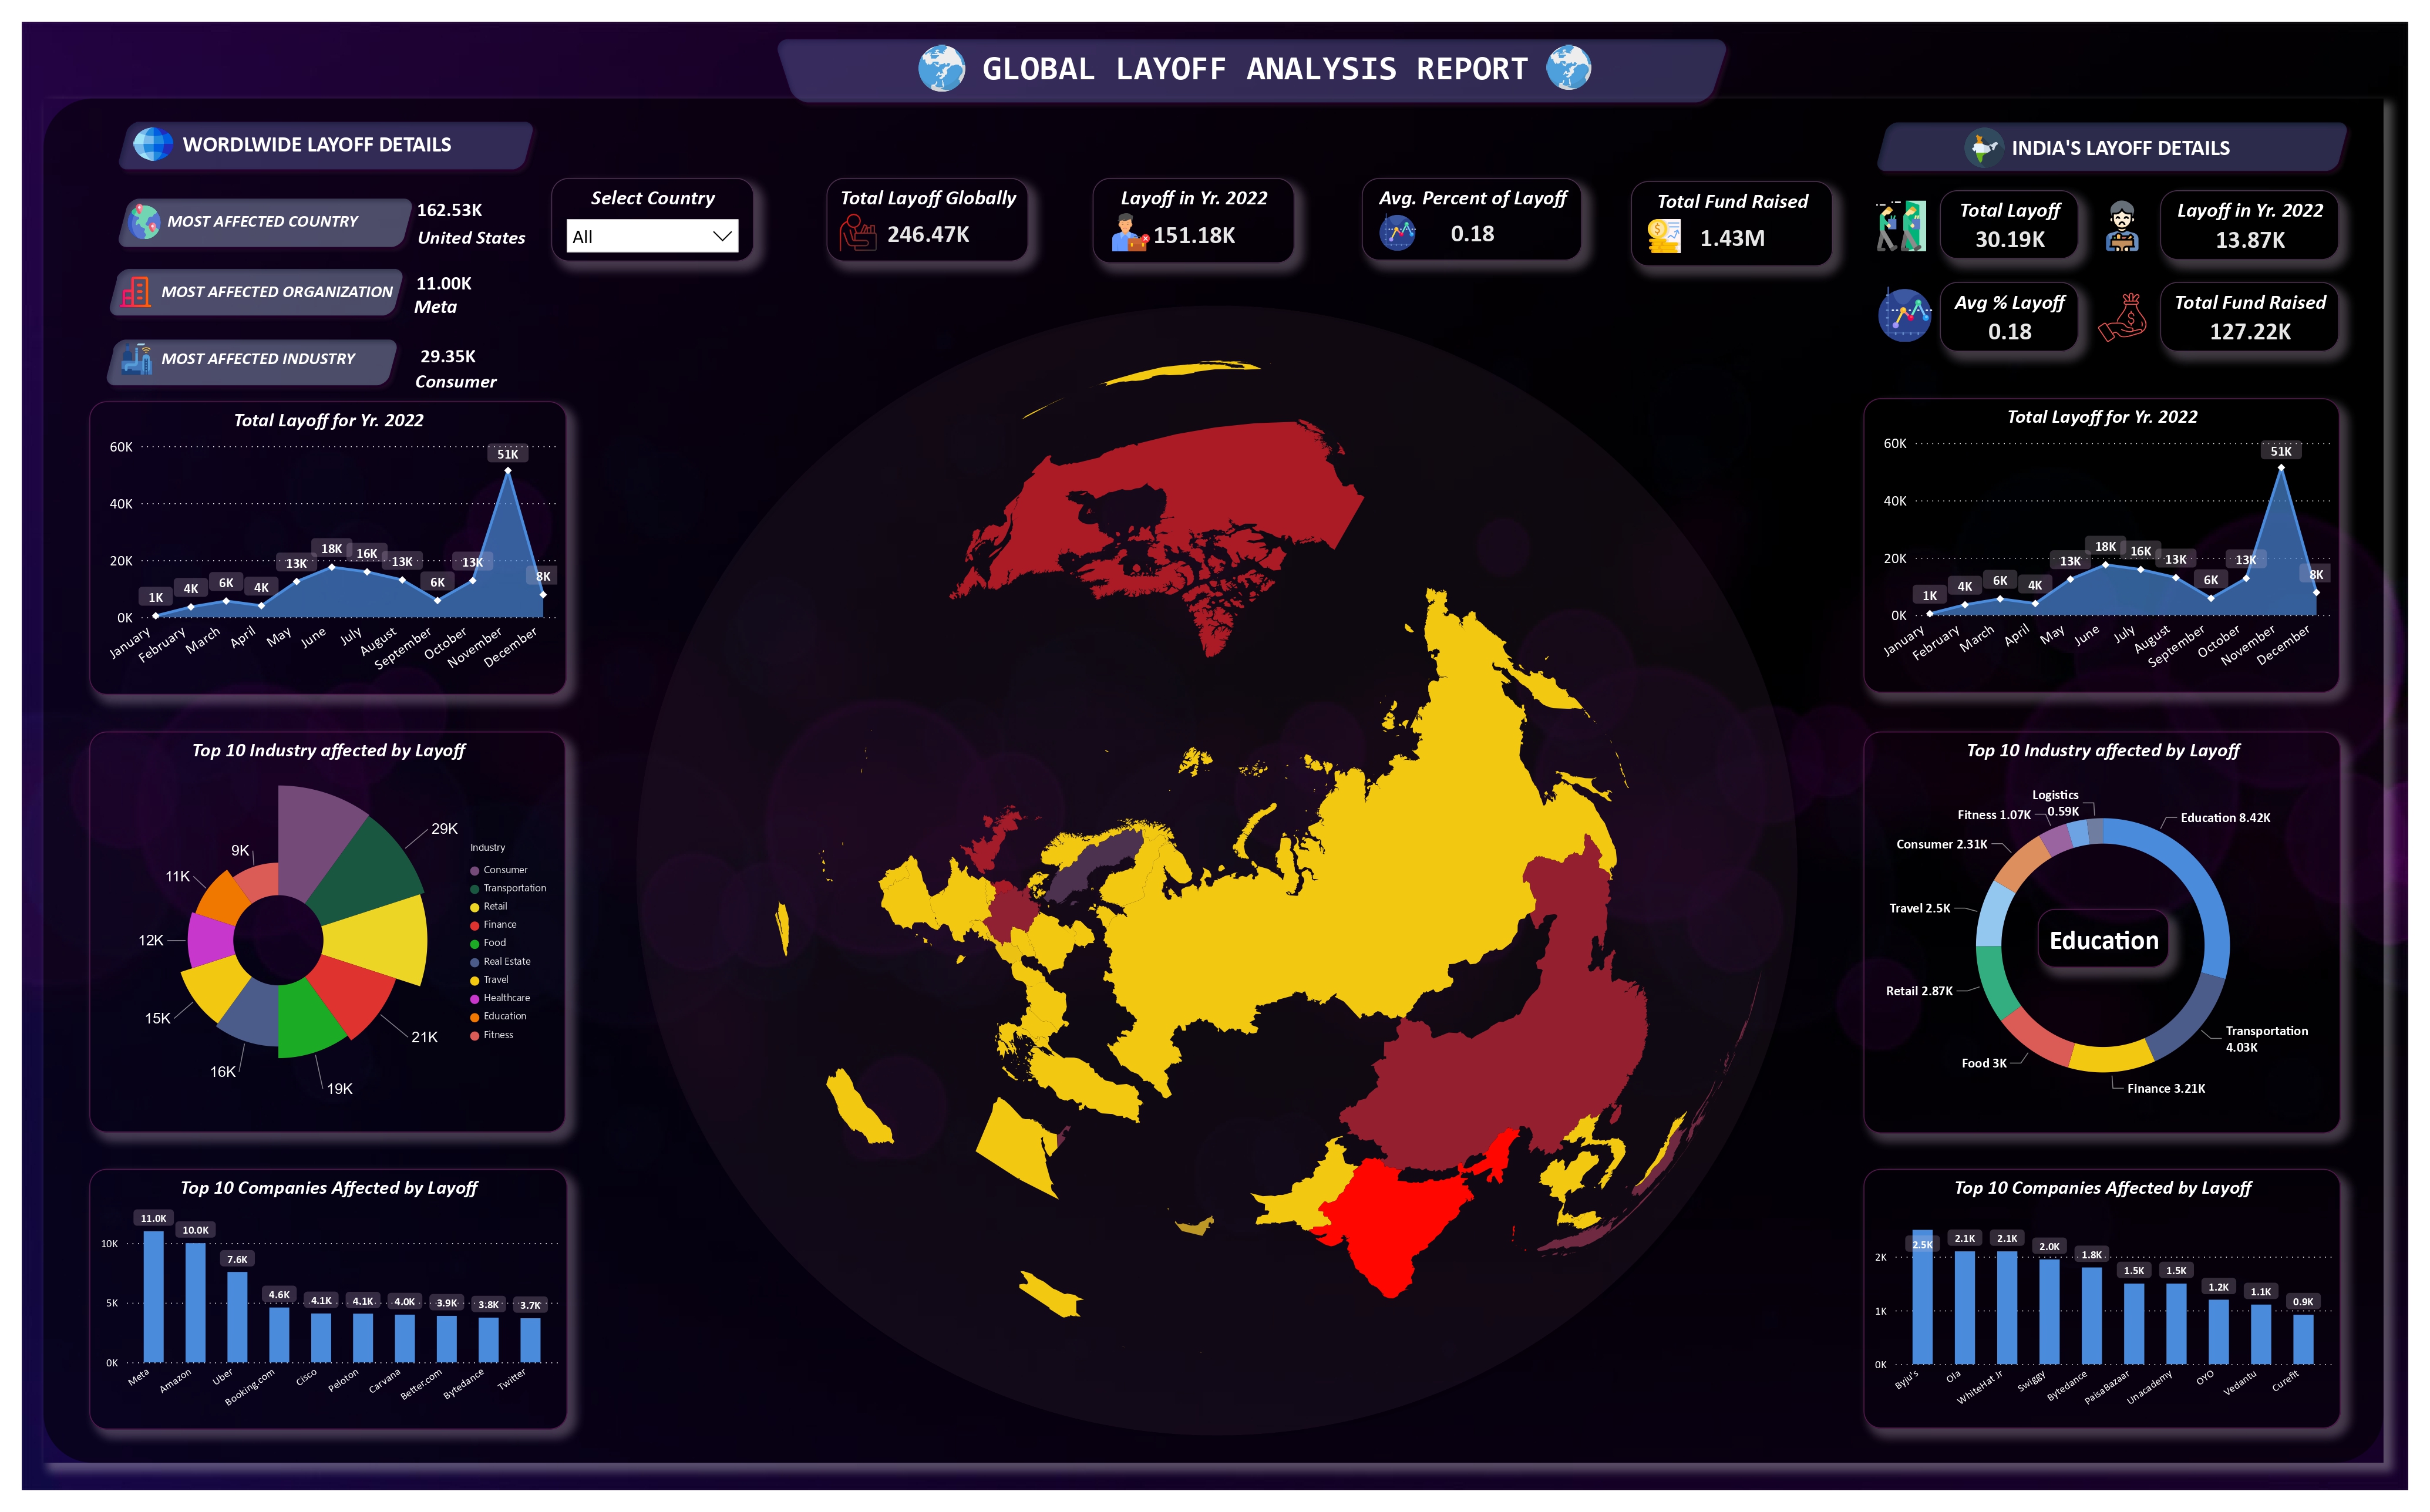 GLOBAL LAYOFF ANALYSIS REPORT
WORDLWIDE LAYOFF DETAILS
MOST AFFECTED COUNTRY
162.53K
United States
MOST AFFECTED ORGANIZATION
11.00K
Meta
MOST AFFECTED INDUSTRY
29.35K
Consumer
Select Country
All
Total Layoff Globally
246.47K
Layoff in Yr. 2022
151.18K
Avg. Percent of Layoff
0.18
Total Fund Raised
1.43M
INDIA'S LAYOFF DETAILS
Total Layoff
30.19K
Layoff in Yr. 2022
13.87K
Avg % Layoff
0.18
Total Fund Raised
127.22K
Total Layoff for Yr. 2022
60K
40K
20K
0K
1K
4K
6K
4K
13K
18K
16K
13K
6K
13K
51K
8K
January
February
March
April
May
June
July
August
September
October
November
December
Top 10 Industry affected by Layoff
29K
21K
19K
16K
15K
12K
11K
9K
Industry
Consumer
Transportation
Retail
Finance
Food
Real Estate
Travel
Healthcare
Education
Fitness
Top 10 Companies Affected by Layoff
10K
5K
0K
11.0K
10.0K
7.6K
4.6K
4.1K
4.1K
4.0K
3.9K
3.8K
3.7K
Meta
Amazon
Uber
Booking.com
Cisco
Peloton
Carvana
Better.com
Bytedance
Twitter
Total Layoff for Yr. 2022
60K
40K
20K
0K
1K
4K
6K
4K
13K
18K
16K
13K
6K
13K
51K
8K
January
February
March
April
May
June
July
August
September
October
November
December
Top 10 Industry affected by Layoff
Logistics
0.59K
Fitness 1.07K
Education 8.42K
Consumer 2.31K
Travel 2.5K
Education
Retail 2.87K
Transportation
4.03K
Food 3K
Finance 3.21K
Top 10 Companies Affected by Layoff
2K
1K
0K
2.5K
2.1K
2.1K
2.0K
1.8K
1.5K
1.5K
1.2K
1.1K
0.9K
Byju's
Ola
WhiteHat Jr
Swiggy
Bytedance
PaisaBazaar
Unacademy
OYO
Vedantu
Curefit